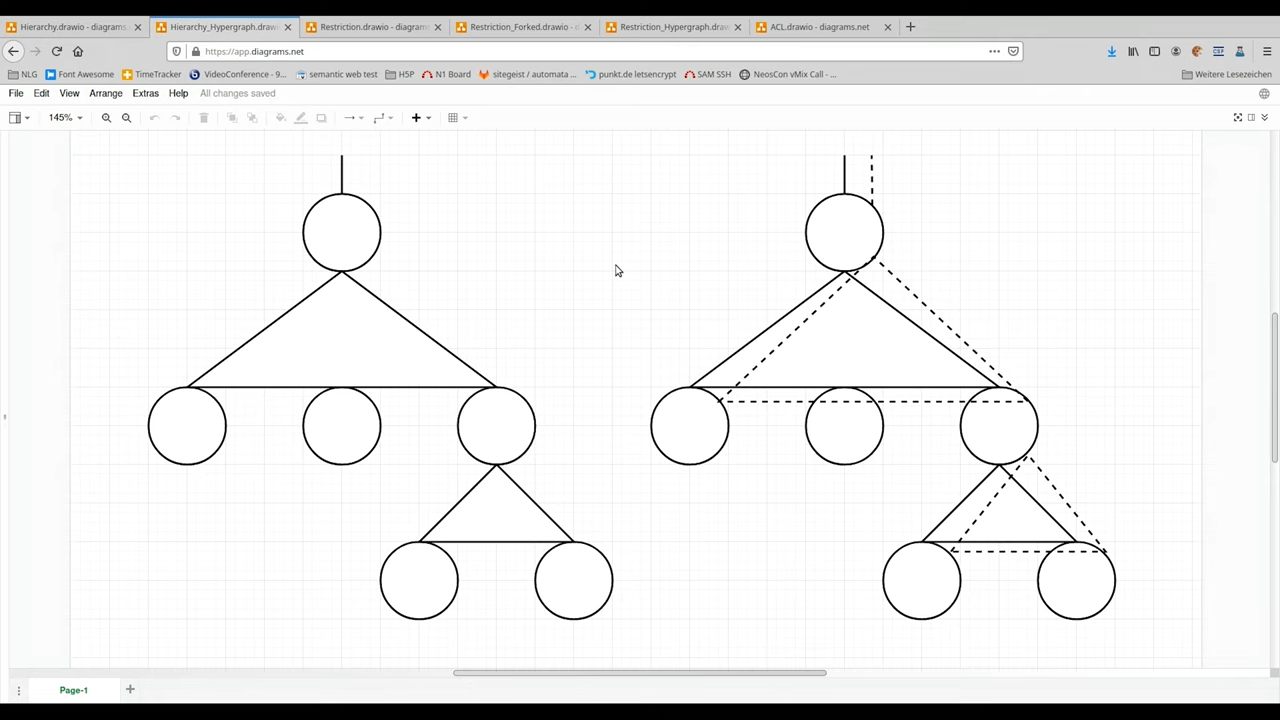 Hierarchy.drawio - diagrams
Hierarchy_Hypergraph.draw
Restriction.drawio - diagrams
Restriction_Forked.drawio - d
Restriction_Hypergraph.drawi
ACL.drawio - diagrams.net
https://app.diagrams.net
NLG
Font Awesome
TimeTracker
VideoConference - 9...
semantic web test
H5P
N1 Board
sitegeist / automata ...
punkt.de letsencrypt
SAM SSH
NeosCon vMix Call - ...
Weitere Lesezeichen
File Edit View Arrange Extras Help All changes saved
145%
Page-1